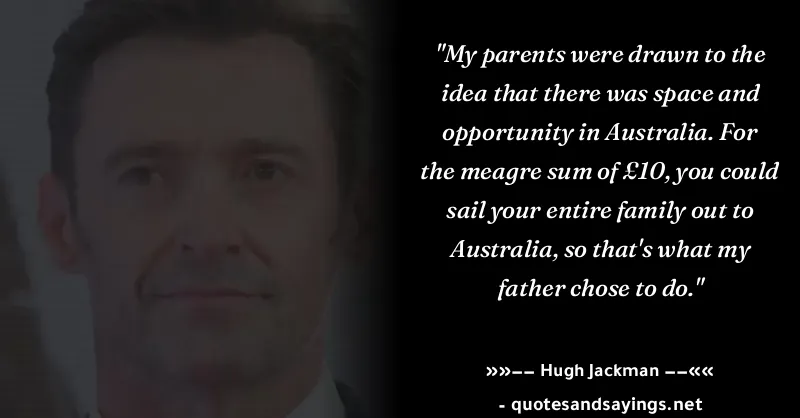 "My parents were drawn to the
idea that there was space and
opportunity in Australia. For
the meagre sum of £10, you could
sail your entire family out to
Australia, so that's what my
father chose to do."
»»–– Hugh Jackman ––««
- quotesandsayings.net